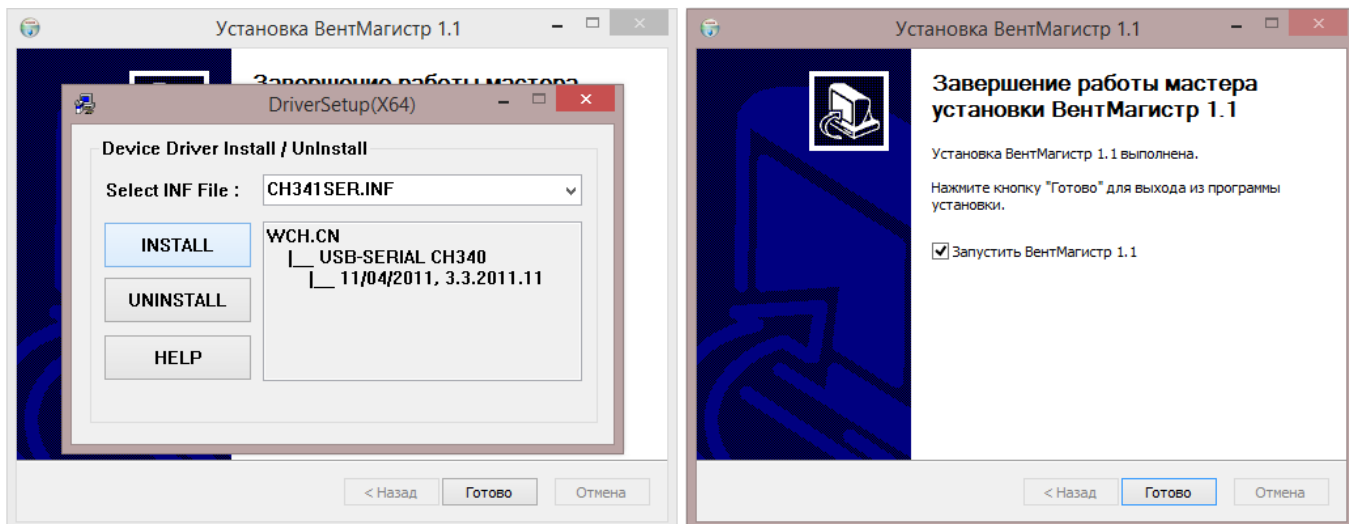 Установка ВентМагистр 1.1
Завершение работы мастера
DriverSetup(X64)
Device Driver Install / UnInstall
Select INF File :
CH341SER.INF
INSTALL
UNINSTALL
HELP
WCH.CN
|__ USB-SERIAL CH340
|__ 11/04/2011, 3.3.2011.11
< Назад
Готово
Отмена
Установка ВентМагистр 1.1
Завершение работы мастера
установки ВентМагистр 1.1
Установка ВентМагистр 1.1 выполнена.
Нажмите кнопку "Готово" для выхода из программы
установки.
Запустить ВентМагистр 1.1
< Назад
Готово
Отмена